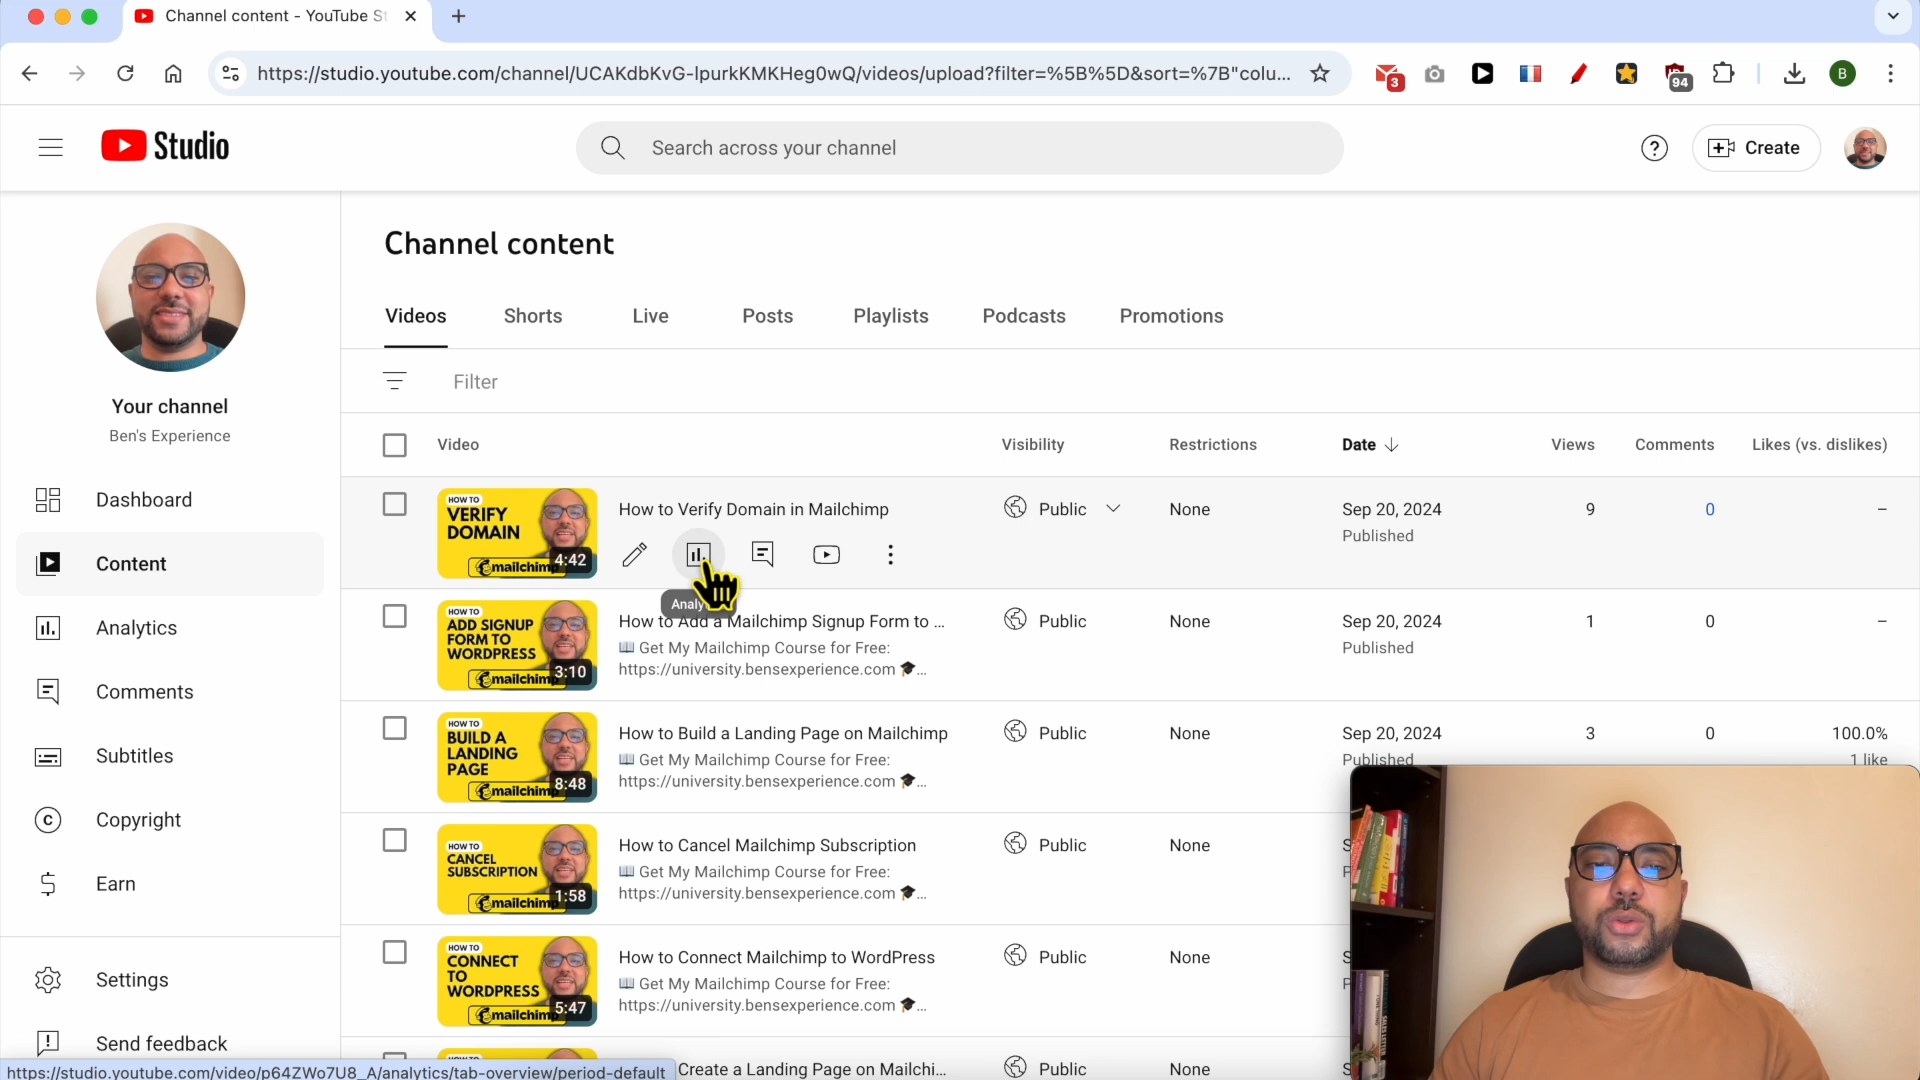 Channel content - YouTube St
https://studio.youtube.com/channel/UCAKdbKvG-lpurkKMKHeg0wQ/videos/upload?filter=%5B%5D&sort=%7B"colu...
3
94
B
Studio
Search across your channel
Create
Your channel
Ben's Experience
Dashboard
Content
Analytics
Comments
Subtitles
Copyright
Earn
Settings
Send feedback
Channel content
Videos Shorts Live Posts Playlists Podcasts Promotions
Filter
Video Visibility Restrictions Date Views Comments Likes (vs. dislikes)
HOW TO
VERIFY
DOMAIN
mailchimp
4:42
How to Verify Domain in Mailchimp
Public None Sep 20, 2024 9 0 –
Published
HOW TO
ADD SIGNUP
FORM TO
WORDPRESS
mailchimp
3:10
How to Add a Mailchimp Signup Form to ...
Get My Mailchimp Course for Free:
https://university.bensexperience.com ...
Public None Sep 20, 2024 1 0 –
Published
HOW TO
BUILD A
LANDING
PAGE
mailchimp
8:48
How to Build a Landing Page on Mailchimp
Get My Mailchimp Course for Free:
https://university.bensexperience.com ...
Public None Sep 20, 2024 3 0 100.0%
Published 1 like
HOW TO
CANCEL
SUBSCRIPTION
mailchimp
1:58
How to Cancel Mailchimp Subscription
Get My Mailchimp Course for Free:
https://university.bensexperience.com ...
Public None
HOW TO
CONNECT
TO
WORDPRESS
mailchimp
5:47
How to Connect Mailchimp to WordPress
Get My Mailchimp Course for Free:
https://university.bensexperience.com ...
Public None
Create a Landing Page on Mailchi...
Public None
https://studio.youtube.com/video/p64ZWo7U8_A/analytics/tab-overview/period-default